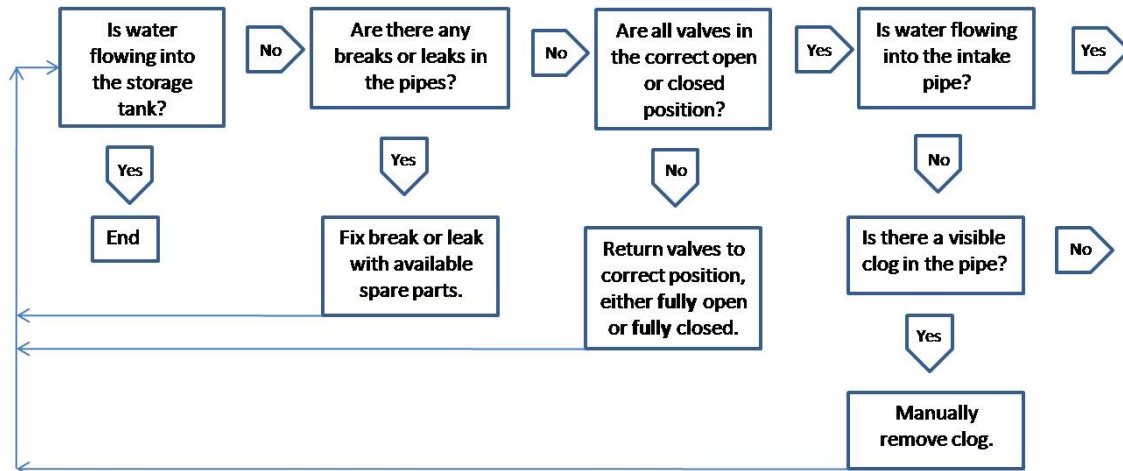 Is water
flowing into
the storage
tank?
No
Are there any
breaks or leaks in
the pipes?
No
Are all valves in
the correct open
or closed
position?
Yes
Is water flowing
into the intake
pipe?
Yes
Yes
Yes
No
No
End
Fix break or leak
with available
spare parts.
Return valves to
correct position,
either fully open
or fully closed.
Is there a visible
clog in the pipe?
No
Yes
Manually
remove clog.